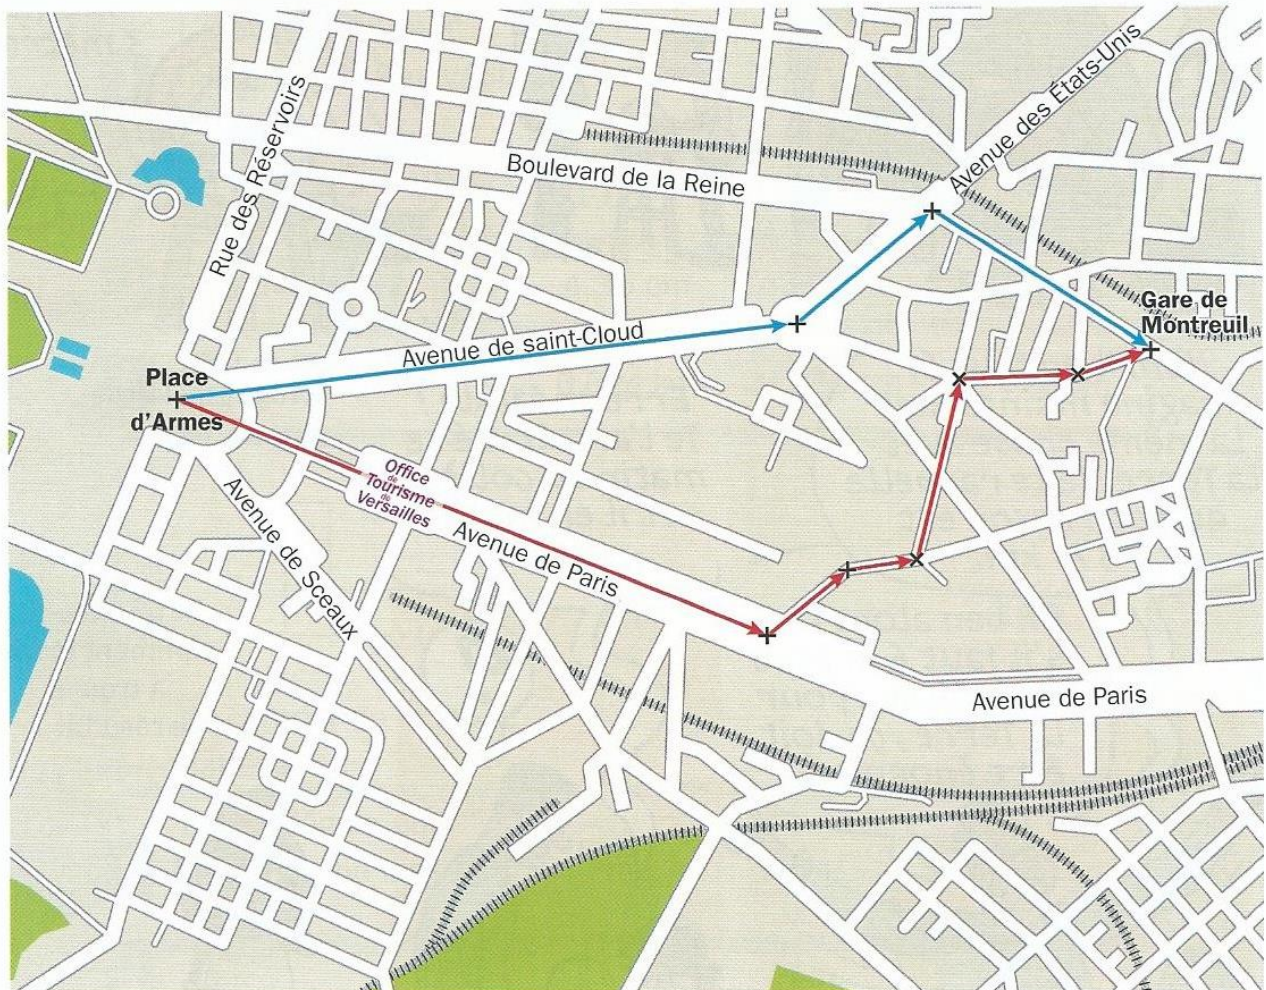 Avenue des États-Unis
Rue des Réservoirs
Boulevard de la Reine
Gare de
Montreuil
Avenue de saint-Cloud
Place
d'Armes
Office
de
Tourisme
de
Versailles
Avenue de Sceaux
Avenue de Paris
Avenue de Paris